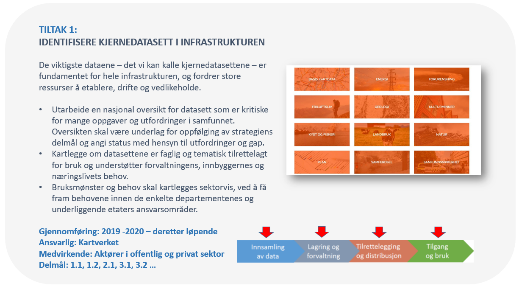 TILTAK 1:
IDENTIFISERE KJERNEDATASETT I INFRASTRUKTUREN
De viktigste dataene – det vi kan kalle kjernedatasettene – er
fundamentet for hele infrastrukturen, og fordrer store
ressurser å etablere, drifte og vedlikeholde.
• Utarbeide en nasjonal oversikt for datasett som er kritiske
for mange oppgaver og utfordringer i samfunnet.
Oversikten skal være underlag for oppfølging av strategiens
delmål og angi status med hensyn til utfordringer og gap.
• Kartlegge om datasettene er faglig og tematisk tilrettelagt
for bruk og understøtter forvaltningens, innbyggernes og
næringslivets behov.
• Bruksmønster og behov skal kartlegges sektorvis, ved å få
fram behovene innen de enkelte departementenes og
underliggende etaters ansvarsområder.
Gjennomføring: 2019 -2020 – deretter løpende
Ansvarlig: Kartverket
Medvirkende: Aktører i offentlig og privat sektor
Delmål: 1.1, 1.2, 2.1, 3.1, 3.2 ...
ENERGI
LANDBRUK
NATUR
Innsamling
av data
Lagring og
forvaltning
Tilrettelegging
og distribusjon
Tilgang
og bruk